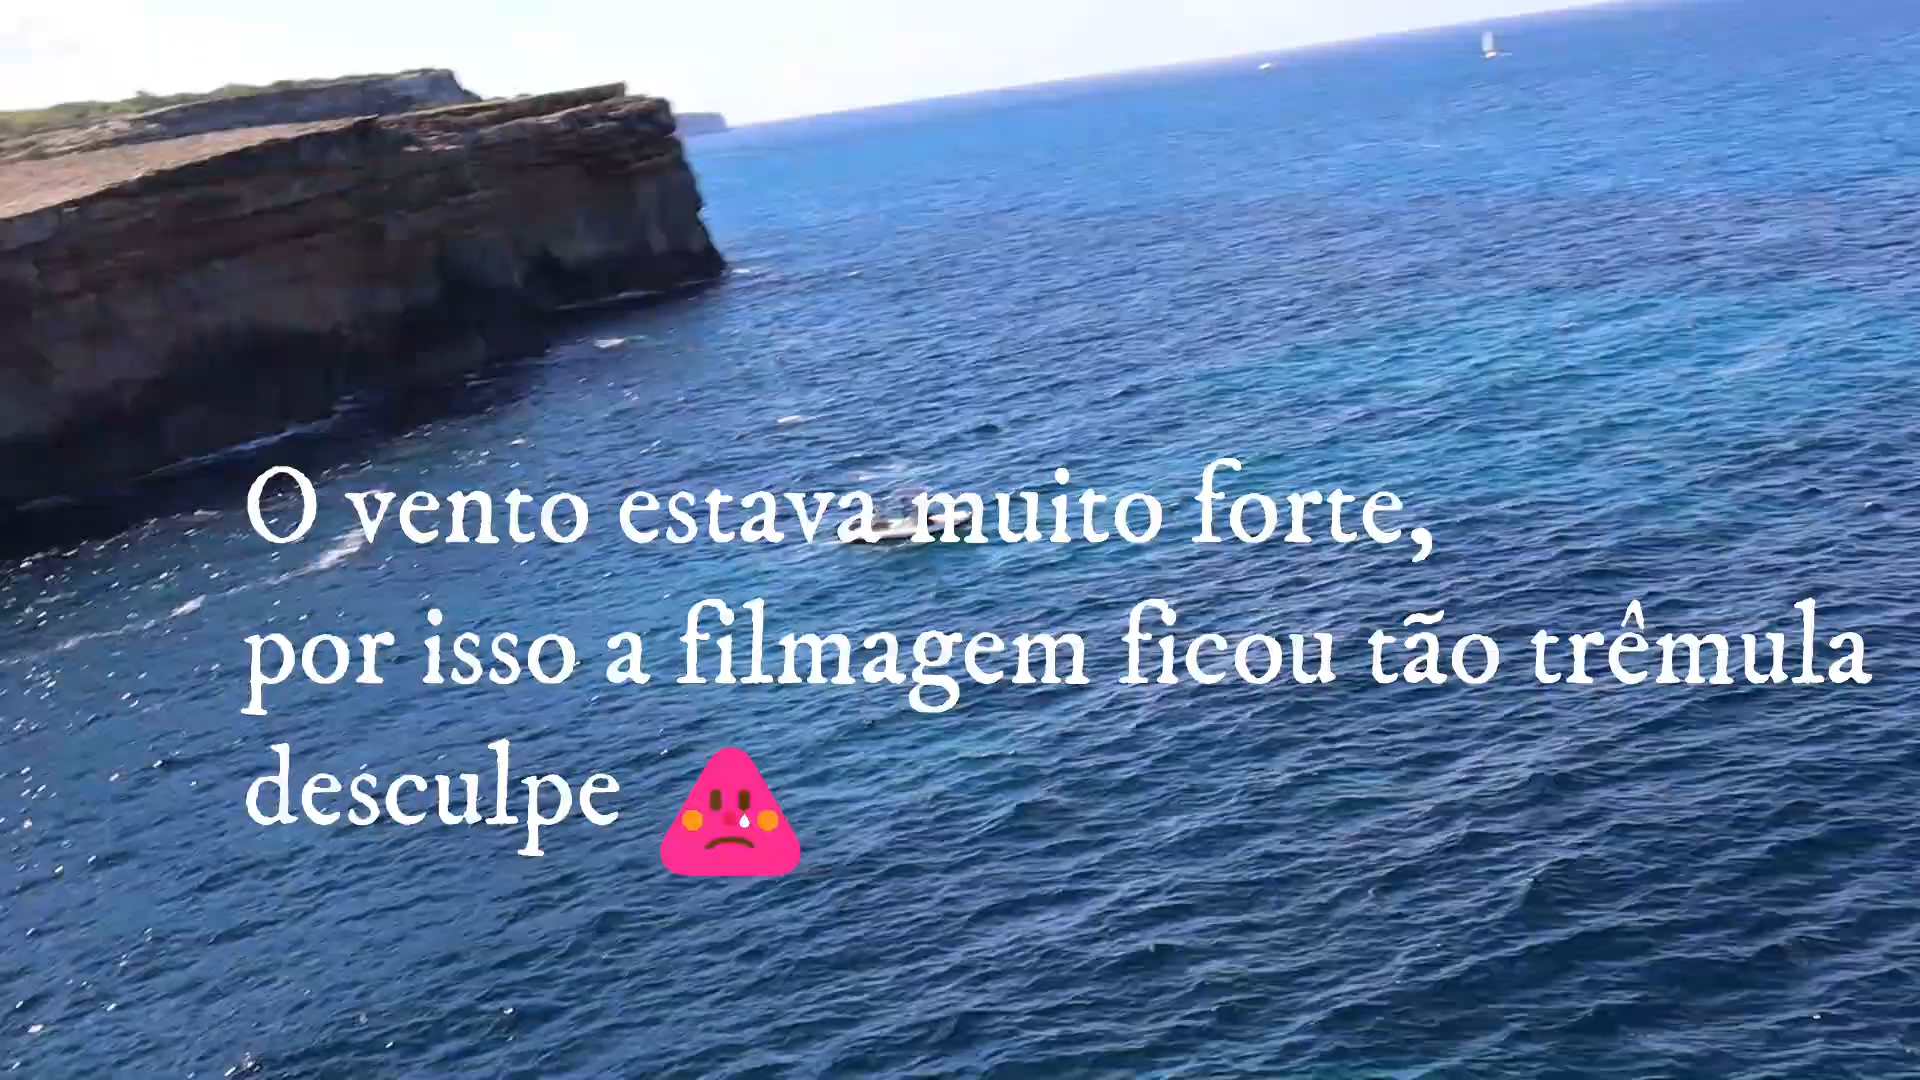 O vento estava muito forte,
por isso a filmagem ficou tão trêmula
desculpe